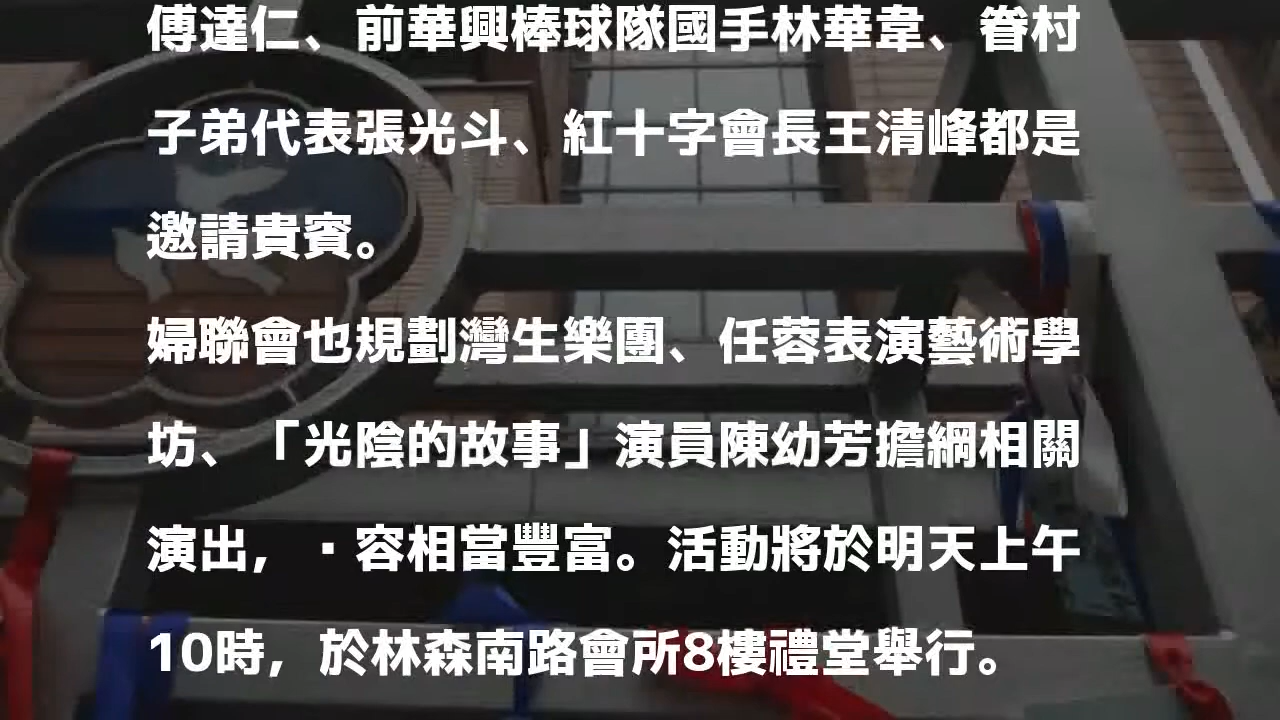 傅達仁、前華興棒球隊國手林華韋、眷村
子弟代表張光斗、紅十字會長王清峰都是
邀請貴賓。
婦聯會也規劃灣生樂團、任蓉表演藝術學
坊、「光陰的故事」演員陳幼芳擔綱相關
演出，▪容相當豐富。活動將於明天上午
10時，於林森南路會所8樓禮堂舉行。